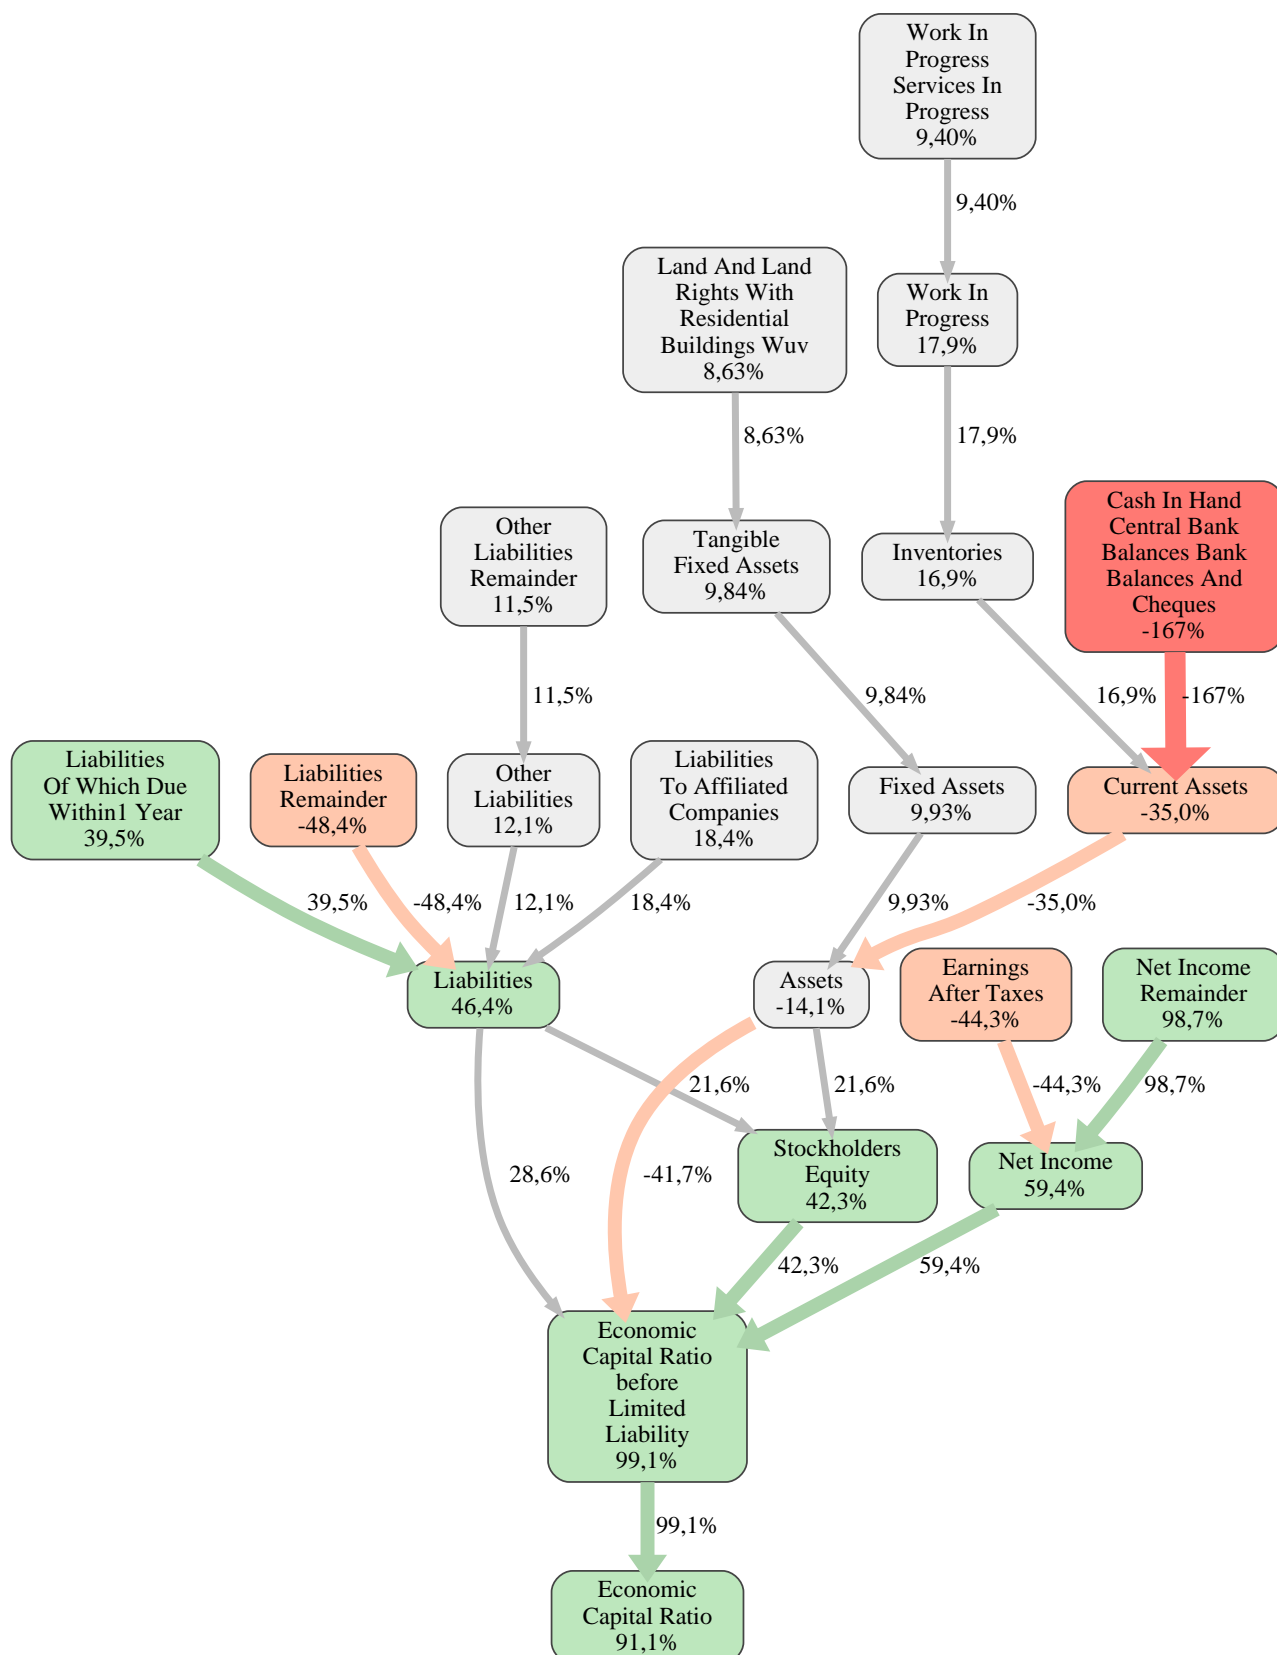 Work In
Progress
Services In
Progress
9,40%
9,40%
Land And Land
Rights With
Residential
Buildings Wuv
8,63%
Work In
Progress
17,9%
8,63%
17,9%
Other
Liabilities
Remainder
11,5%
Tangible
Fixed Assets
9,84%
Inventories
16,9%
Cash In Hand
Central Bank
Balances Bank
Balances And
Cheques
-167%
11,5%
9,84%
16,9%
-167%
Liabilities
Of Which Due
Within1 Year
39,5%
Liabilities
Remainder
-48,4%
Other
Liabilities
12,1%
Liabilities
To Affiliated
Companies
18,4%
Fixed Assets
9,93%
Current Assets
-35,0%
39,5%
-48,4%
12,1%
18,4%
9,93%
-35,0%
Liabilities
46,4%
Assets
-14,1%
Earnings
After Taxes
-44,3%
Net Income
Remainder
98,7%
21,6%
21,6%
-44,3%
98,7%
Stockholders
Equity
42,3%
Net Income
59,4%
28,6%
-41,7%
42,3%
59,4%
Economic
Capital Ratio
before
Limited
Liability
99,1%
99,1%
Economic
Capital Ratio
91,1%